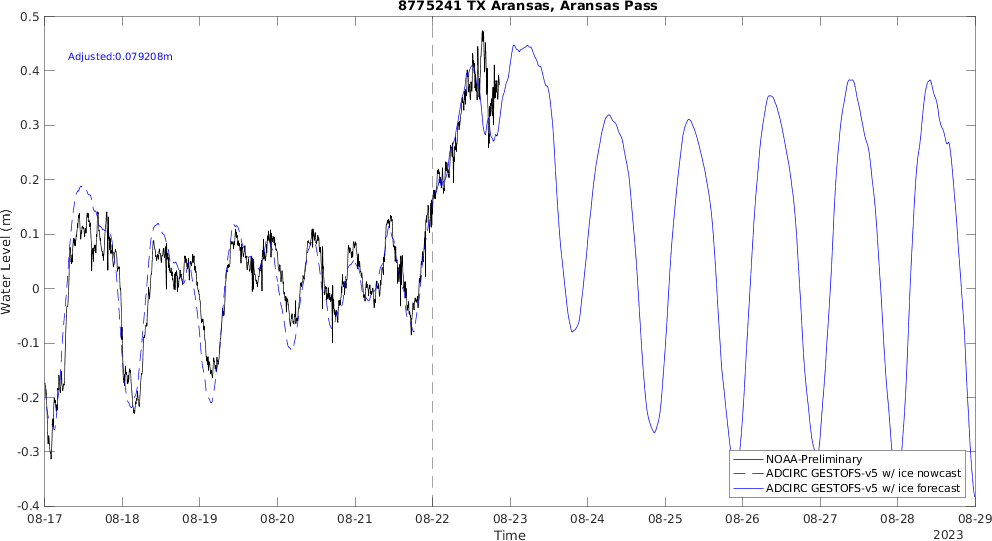 8775241 TX Aransas, Aransas Pass
0.5
Adjusted:0.079208m
0.4
0.3
0.2
0.1
0
-0.1
-0.2
-0.3
-0.4
Water Level (m)
NOAA-Preliminary
ADCIRC GESTOFS-v5 w/ ice nowcast
ADCIRC GESTOFS-v5 w/ ice forecast
08-17 08-18 08-19 08-20 08-21 08-22 08-23 08-24 08-25 08-26 08-27 08-28 08-29
Time
2023